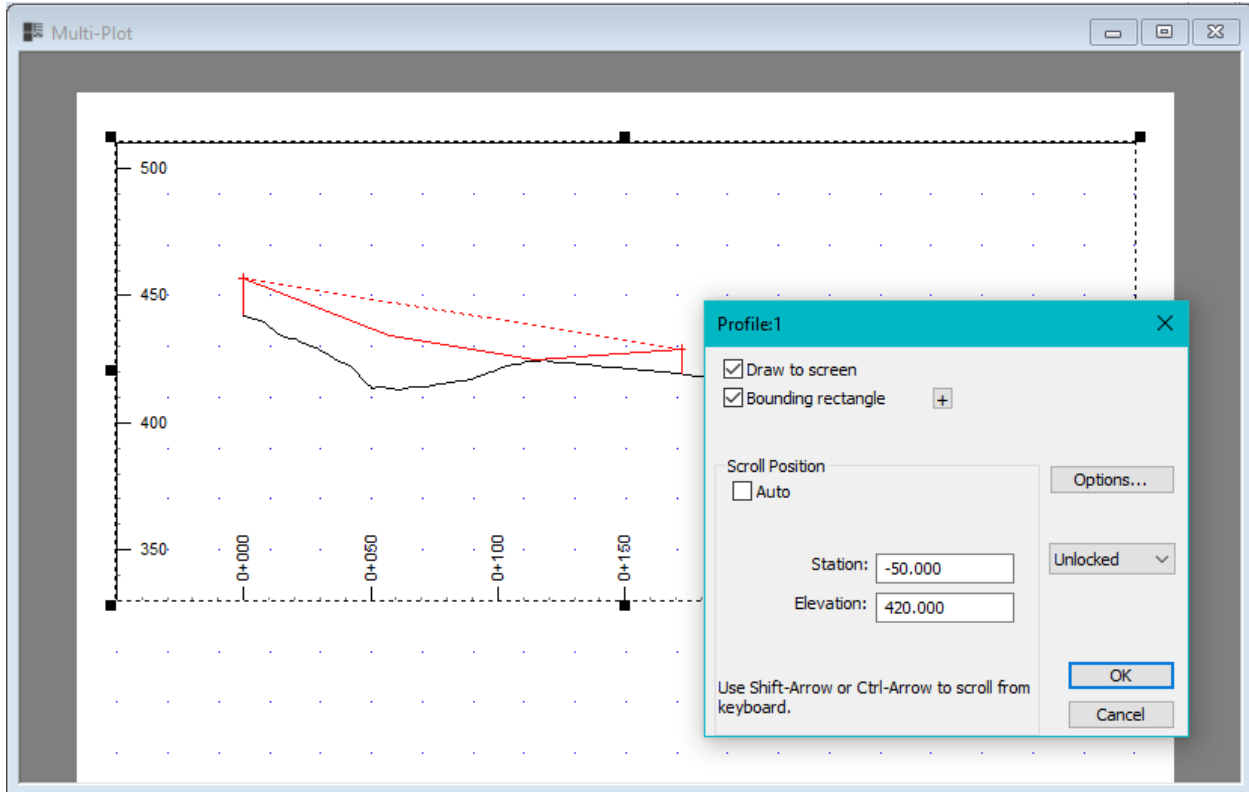 Multi-Plot
500
450
400
350
0+000
0+050
0+100
0+150
Profile:1
Draw to screen
Bounding rectangle +
Scroll Position
Auto
Options...
Station: -50.000
Unlocked
Elevation: 420.000
Use Shift-Arrow or Ctrl-Arrow to scroll from
keyboard.
OK
Cancel